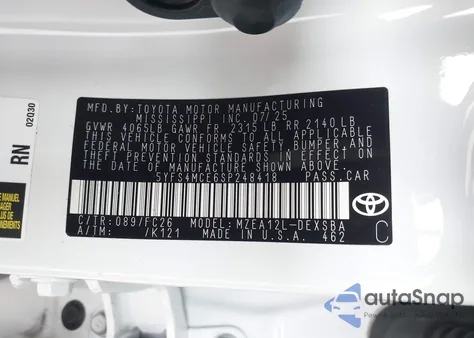 MFD.BY:TOYOTA MOTOR MANUFACTURING
MISSISSIPPI INC. 07/25
GVWR 4065LB GAWR FR 2315 LB RR 2140 LB
THIS VEHICLE CONFORMS TO ALL APPLICABLE
FEDERAL MOTOR VEHICLE SAFETY, BUMPER, AND
THEFT PREVENTION STANDARDS IN EFFECT ON
THE DATE OF MANUFACTURE SHOWN ABOVE.
5YFS4MCE6SP248418 PASS.CAR
C/TR:089/FC26 MODEL:MZEA12L-DEXSBA
A/TM: /K121 MADE IN U.S.A. 462
C
TOYOTA
RN
02030
autoSnap